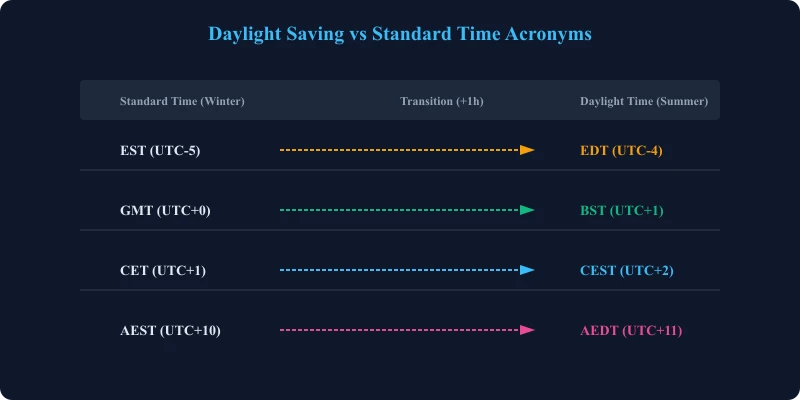 Daylight Saving vs Standard Time Acronyms
Standard Time (Winter) Transition (+1h) Daylight Time (Summer)
EST (UTC-5) EDT (UTC-4)
GMT (UTC+0) BST (UTC+1)
CET (UTC+1) CEST (UTC+2)
AEST (UTC+10) AEDT (UTC+11)